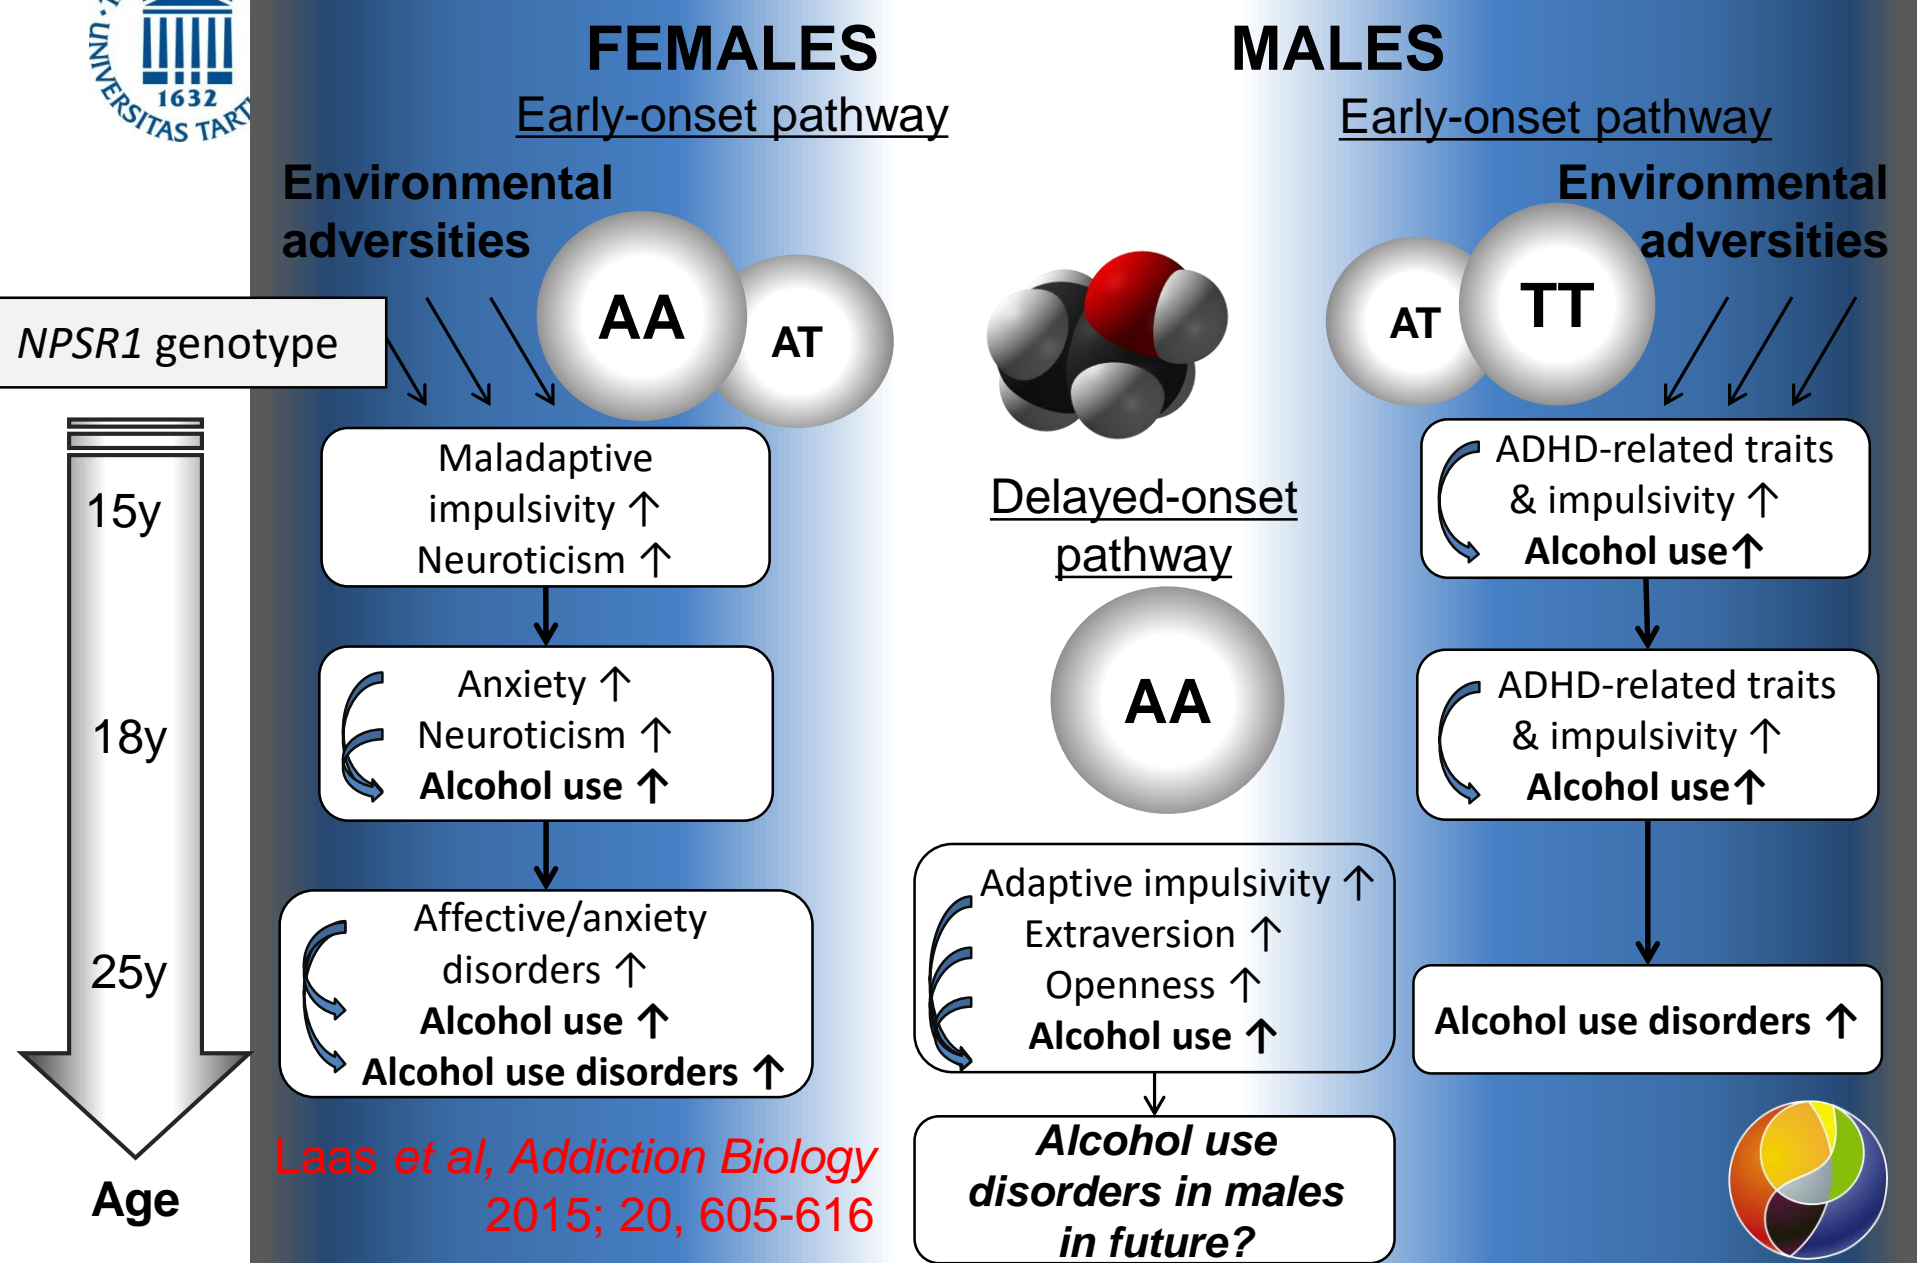 UNIVERSITAS
1632
FEMALES
Early-onset pathway
MALES
Early-onset pathway
Environmental
adversities
Environmental
adversities
NPSR1 genotype
AA
AT
AT
TT
15y
18y
25y
Age
Maladaptive
impulsivity ↑
Neuroticism ↑
Anxiety ↑
Neuroticism ↑
Alcohol use ↑
Affective/anxiety
disorders ↑
Alcohol use ↑
Alcohol use disorders ↑
Laas et al, Addiction Biology
2015; 20, 605-616
Delayed-onset
pathway
AA
Adaptive impulsivity ↑
Extraversion ↑
Openness ↑
Alcohol use ↑
Alcohol use
disorders in males
in future?
ADHD-related traits
& impulsivity ↑
Alcohol use↑
ADHD-related traits
& impulsivity ↑
Alcohol use↑
Alcohol use disorders ↑